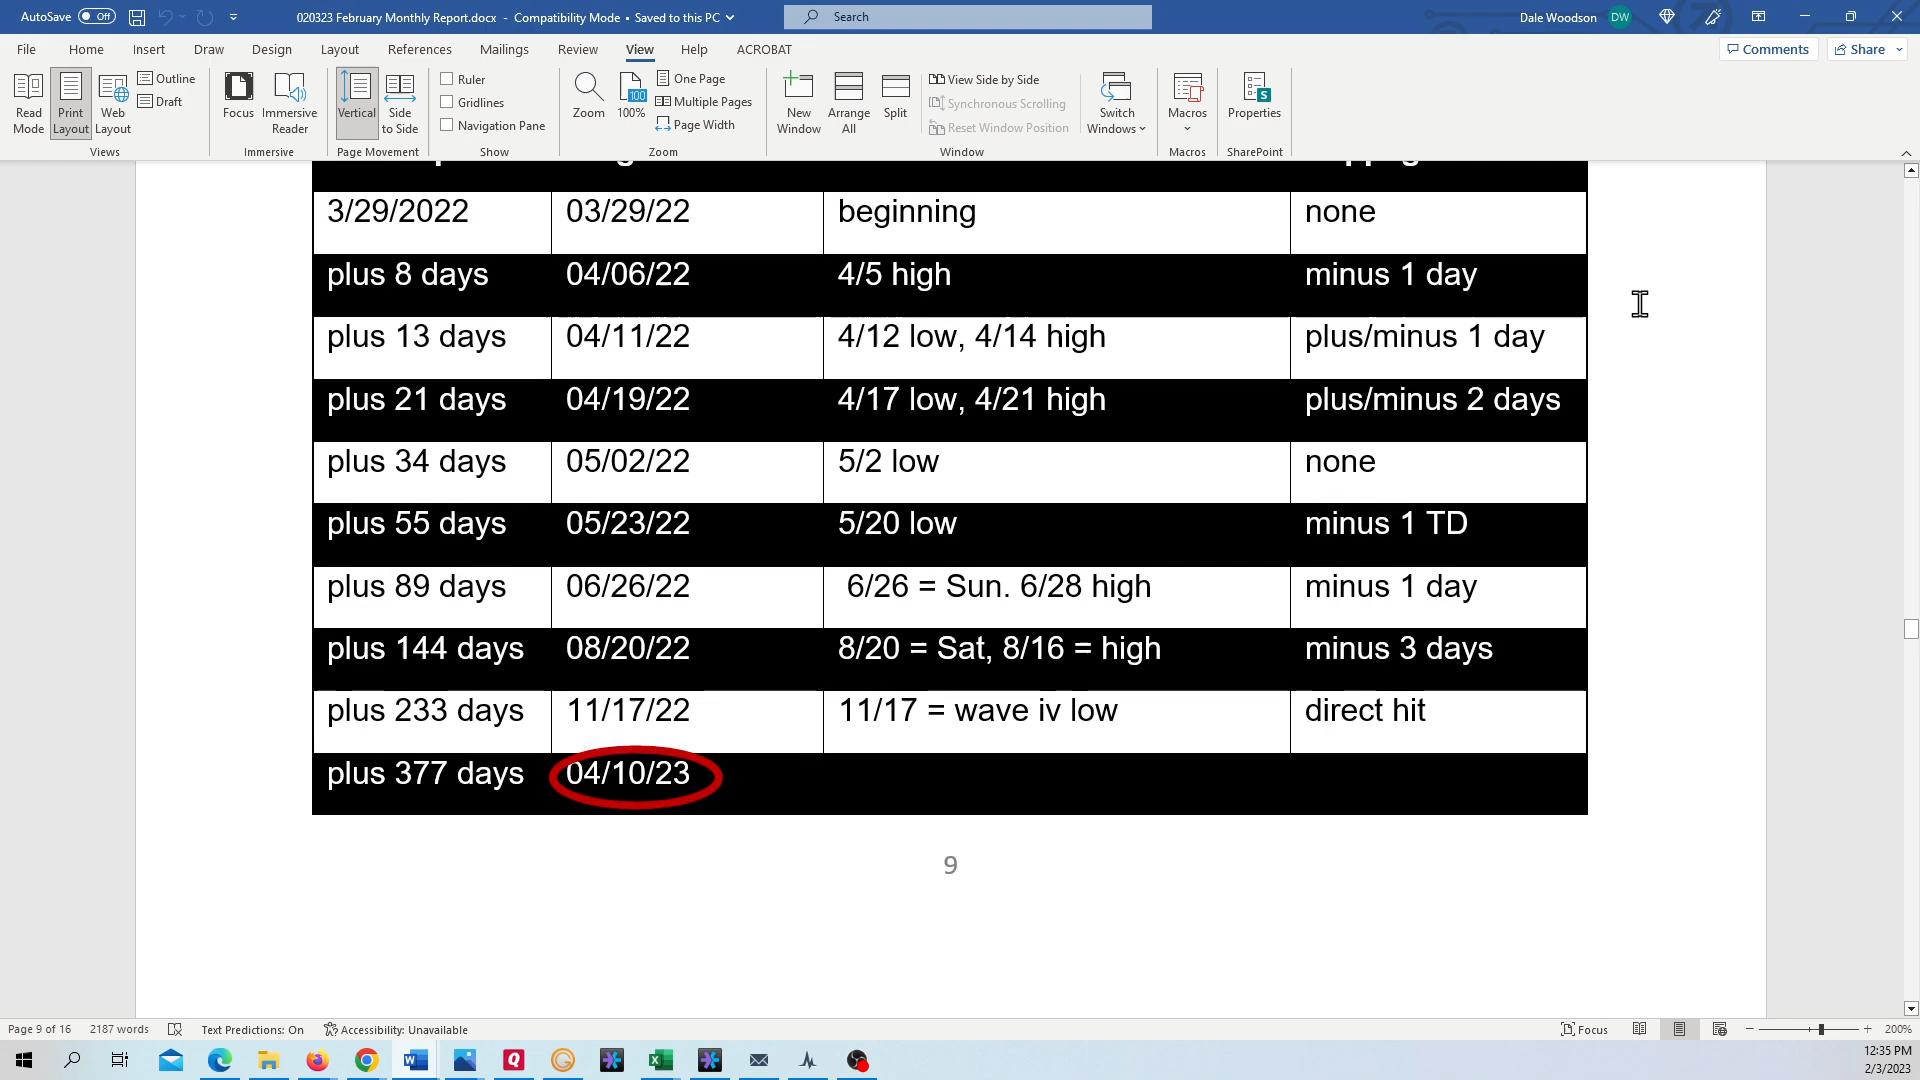 AutoSave Off 020323 February Monthly Report.docx - Compatibility Mode • Saved to this PC Search Dale Woodson DW
File Home Insert Draw Design Layout References Mailings Review View Help ACROBAT Comments Share
Read Mode
Print Layout
Web Layout
Outline
Draft
Views
Focus
Immersive Reader
Immersive
Vertical
Side to Side
Page Movement
Ruler
Gridlines
Navigation Pane
Show
Zoom
100
100%
One Page
Multiple Pages
Page Width
Zoom
New Window
Arrange All
Split
View Side by Side
Synchronous Scrolling
Reset Window Position
Window
Switch Windows
Macros
Macros
S
Properties
SharePoint
3/29/2022 03/29/22 beginning none
plus 8 days 04/06/22 4/5 high minus 1 day
plus 13 days 04/11/22 4/12 low, 4/14 high plus/minus 1 day
plus 21 days 04/19/22 4/17 low, 4/21 high plus/minus 2 days
plus 34 days 05/02/22 5/2 low none
plus 55 days 05/23/22 5/20 low minus 1 TD
plus 89 days 06/26/22 6/26 = Sun. 6/28 high minus 1 day
plus 144 days 08/20/22 8/20 = Sat, 8/16 = high minus 3 days
plus 233 days 11/17/22 11/17 = wave iv low direct hit
plus 377 days 04/10/23
9
Page 9 of 16 2187 words Text Predictions: On Accessibility: Unavailable Focus 200%
12:35 PM
2/3/2023